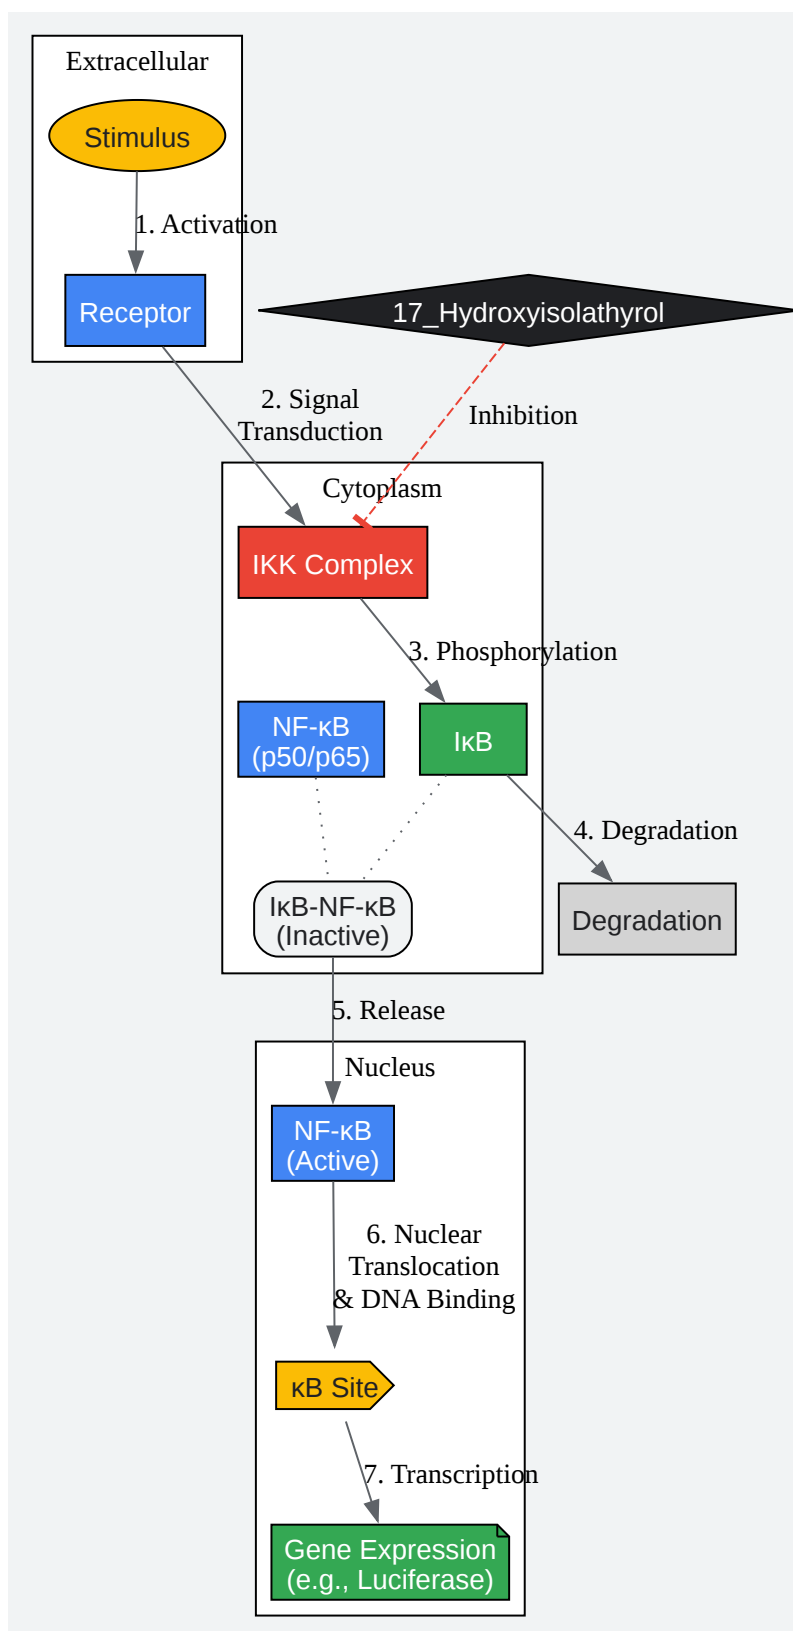 Extracellular
Stimulus
1. Activation
Receptor
17_Hydroxyisolathyrol
2. Signal
Transduction
Inhibition
Cytoplasm
IKK Complex
3. Phosphorylation
NF-κB
(p50/p65)
IκB
4. Degradation
IκB-NF-κB
(Inactive)
Degradation
5. Release
Nucleus
NF-κB
(Active)
6. Nuclear
Translocation
& DNA Binding
κB Site
7. Transcription
Gene Expression
(e.g., Luciferase)